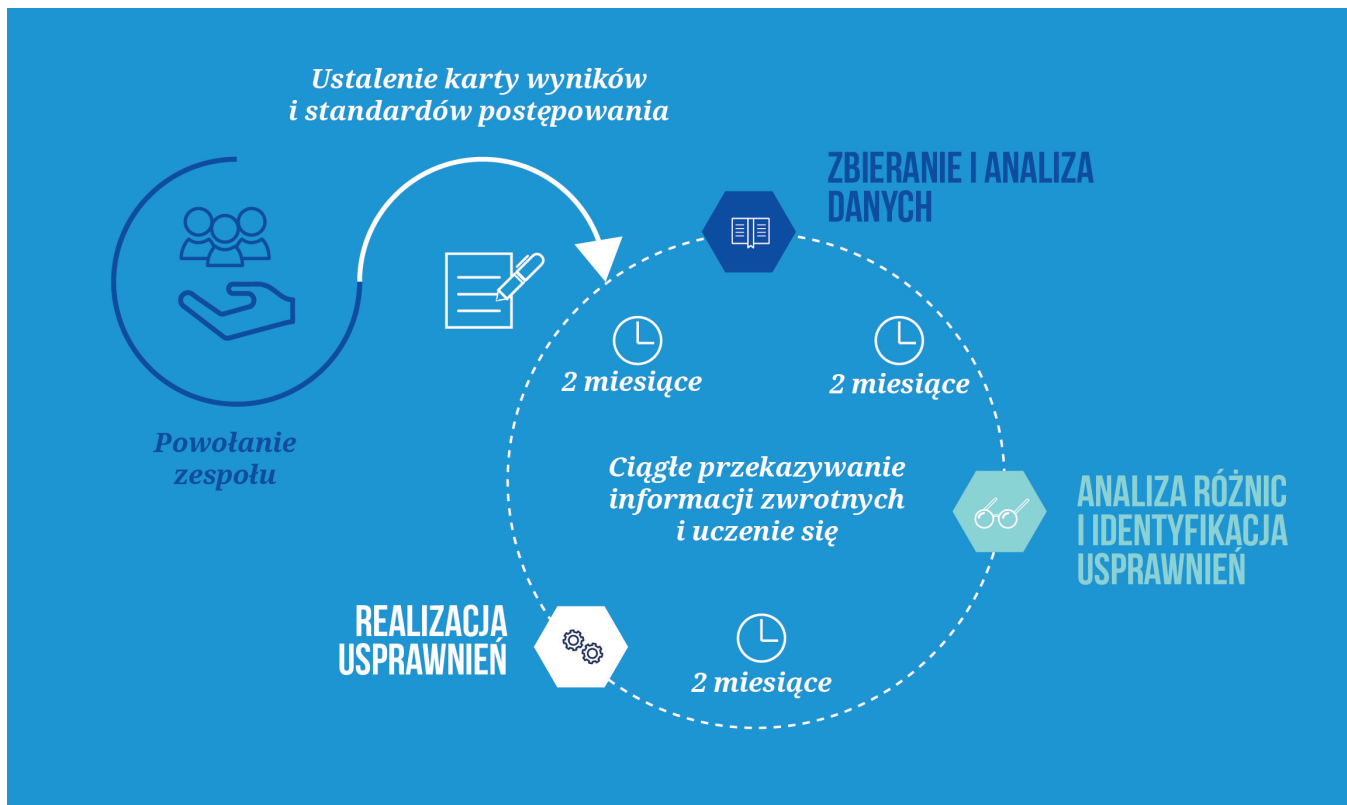 Ustalenie karty wyników
i standardów postępowania
ZBIERANIE I ANALIZA
DANYCH
2 miesiące
2 miesiące
Powołanie
zespołu
Ciągłe przekazywanie
informacji zwrotnych
i uczenie się
ANALIZA RÓŻNIC
I IDENTYFIKACJA
USPRAWNIEŃ
REALIZACJA
USPRAWNIEŃ
2 miesiące